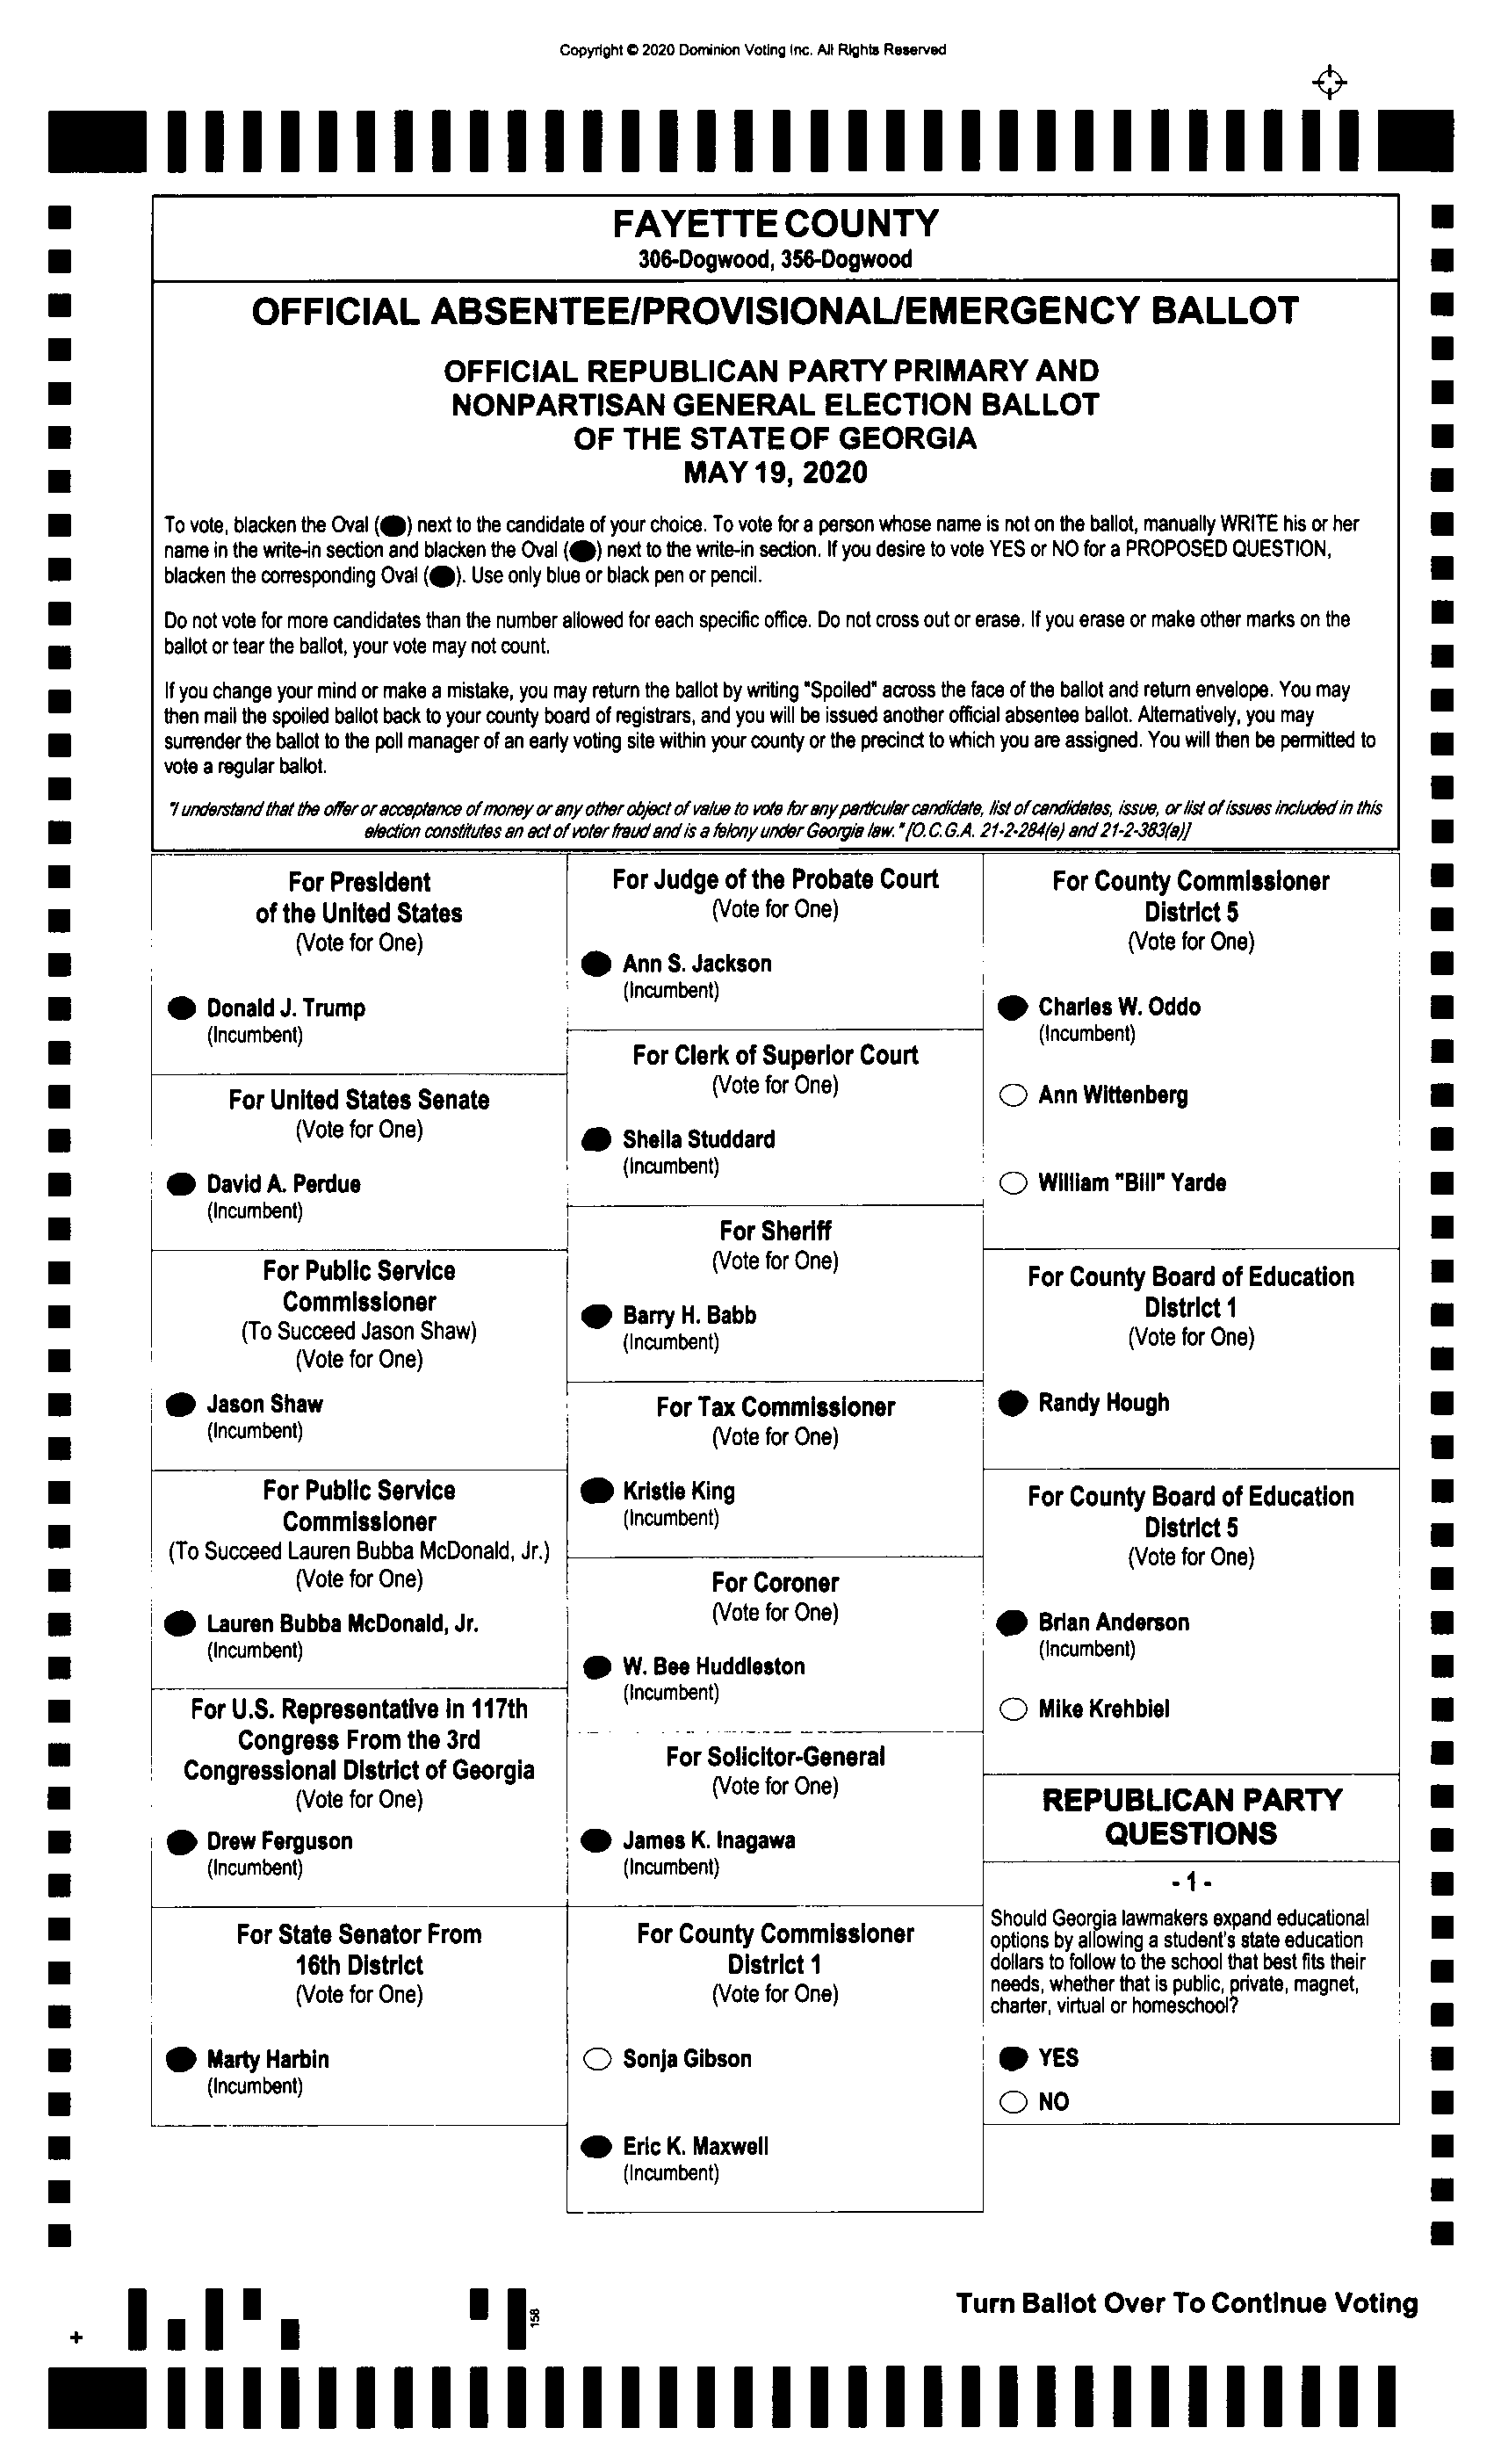 Copyright © 2020 Dominion Voting Inc. All Rights Reserved
FAYETTE COUNTY
306-Dogwood, 356-Dogwood
OFFICIAL ABSENTEE/PROVISIONAL/EMERGENCY BALLOT
OFFICIAL REPUBLICAN PARTY PRIMARY AND
NONPARTISAN GENERAL ELECTION BALLOT
OF THE STATE OF GEORGIA
MAY 19, 2020
To vote, blacken the Oval (●) next to the candidate of your choice. To vote for a person whose name is not on the ballot, manually WRITE his or her
name in the write-in section and blacken the Oval (●) next to the write-in section. If you desire to vote YES or NO for a PROPOSED QUESTION,
blacken the corresponding Oval (●). Use only blue or black pen or pencil.
Do not vote for more candidates than the number allowed for each specific office. Do not cross out or erase. If you erase or make other marks on the
ballot or tear the ballot, your vote may not count.
If you change your mind or make a mistake, you may return the ballot by writing "Spoiled" across the face of the ballot and return envelope. You may
then mail the spoiled ballot back to your county board of registrars, and you will be issued another official absentee ballot. Alternatively, you may
surrender the ballot to the poll manager of an early voting site within your county or the precinct to which you are assigned. You will then be permitted to
vote a regular ballot.
"I understand that the offer or acceptance of money or any other object of value to vote for any particular candidate, list of candidates, issue, or list of issues included in this
election constitutes an act of voter fraud and is a felony under Georgia law." [O.C.G.A. 21-2-284(e) and 21-2-383(a)]
For President
of the United States
(Vote for One)
Donald J. Trump
(Incumbent)
For United States Senate
(Vote for One)
David A. Perdue
(Incumbent)
For Public Service
Commissioner
(To Succeed Jason Shaw)
(Vote for One)
Jason Shaw
(Incumbent)
For Public Service
Commissioner
(To Succeed Lauren Bubba McDonald, Jr.)
(Vote for One)
Lauren Bubba McDonald, Jr.
(Incumbent)
For U.S. Representative in 117th
Congress From the 3rd
Congressional District of Georgia
(Vote for One)
Drew Ferguson
(Incumbent)
For State Senator From
16th District
(Vote for One)
Marty Harbin
(Incumbent)
For Judge of the Probate Court
(Vote for One)
Ann S. Jackson
(Incumbent)
For Clerk of Superior Court
(Vote for One)
Sheila Studdard
(Incumbent)
For Sheriff
(Vote for One)
Barry H. Babb
(Incumbent)
For Tax Commissioner
(Vote for One)
Kristie King
(Incumbent)
For Coroner
(Vote for One)
W. Bee Huddleston
(Incumbent)
For Solicitor-General
(Vote for One)
James K. Inagawa
(Incumbent)
For County Commissioner
District 1
(Vote for One)
Sonja Gibson
Eric K. Maxwell
(Incumbent)
For County Commissioner
District 5
(Vote for One)
Charles W. Oddo
(Incumbent)
Ann Wittenberg
William "Bill" Yarde
For County Board of Education
District 1
(Vote for One)
Randy Hough
For County Board of Education
District 5
(Vote for One)
Brian Anderson
(Incumbent)
Mike Krehbiel
REPUBLICAN PARTY
QUESTIONS
- 1 -
Should Georgia lawmakers expand educational
options by allowing a student's state education
dollars to follow to the school that best fits their
needs, whether that is public, private, magnet,
charter, virtual or homeschool?
YES
NO
158
Turn Ballot Over To Continue Voting
+